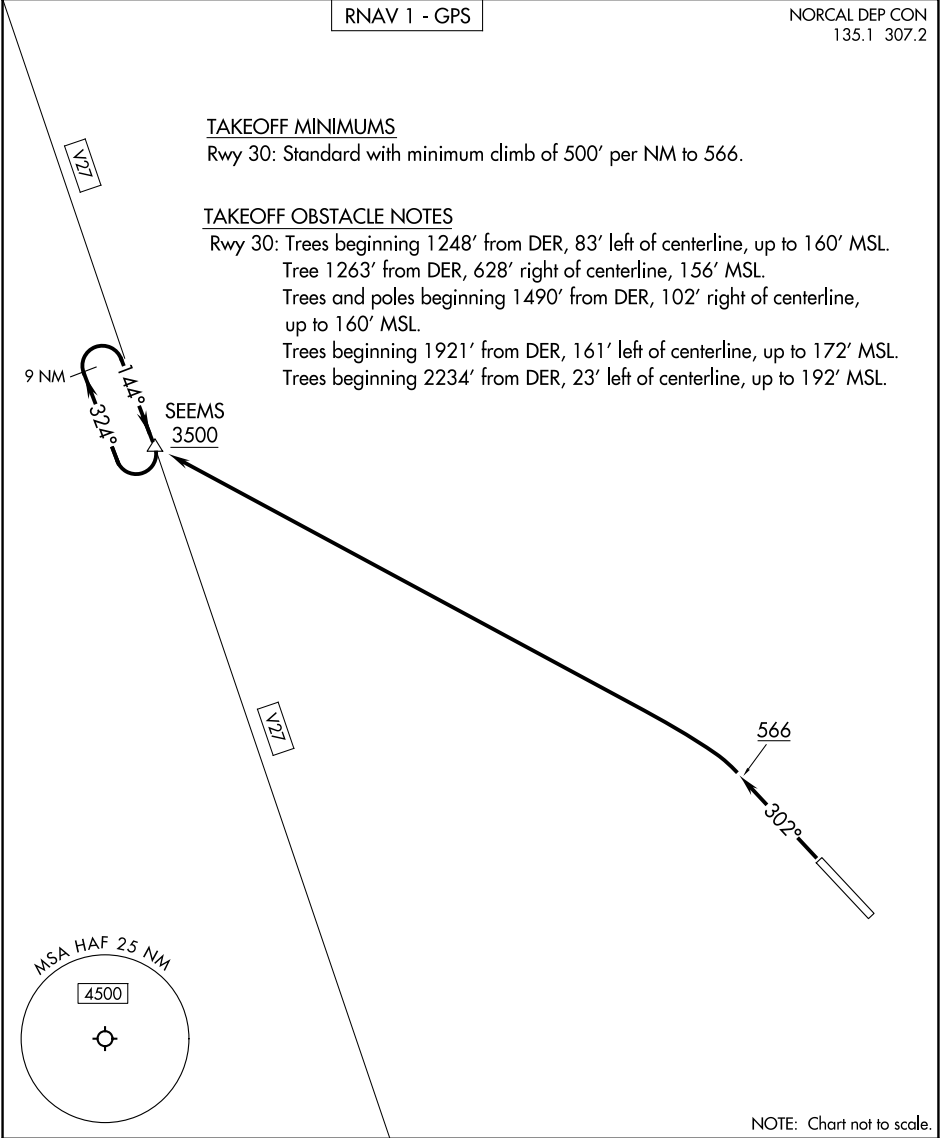 RNAV 1 - GPS
NORCAL DEP CON
135.1 307.2
TAKEOFF MINIMUMS
Rwy 30: Standard with minimum climb of 500' per NM to 566.
V27
TAKEOFF OBSTACLE NOTES
Rwy 30: Trees beginning 1248' from DER, 83' left of centerline, up to 160' MSL.
Tree 1263' from DER, 628' right of centerline, 156' MSL.
Trees and poles beginning 1490' from DER, 102' right of centerline,
up to 160' MSL.
Trees beginning 1921' from DER, 161' left of centerline, up to 172' MSL.
Trees beginning 2234' from DER, 23' left of centerline, up to 192' MSL.
9 NM
144°
324°
SEEMS
3500
V27
566
302°
MSA HAF 25 NM
4500
NOTE: Chart not to scale.